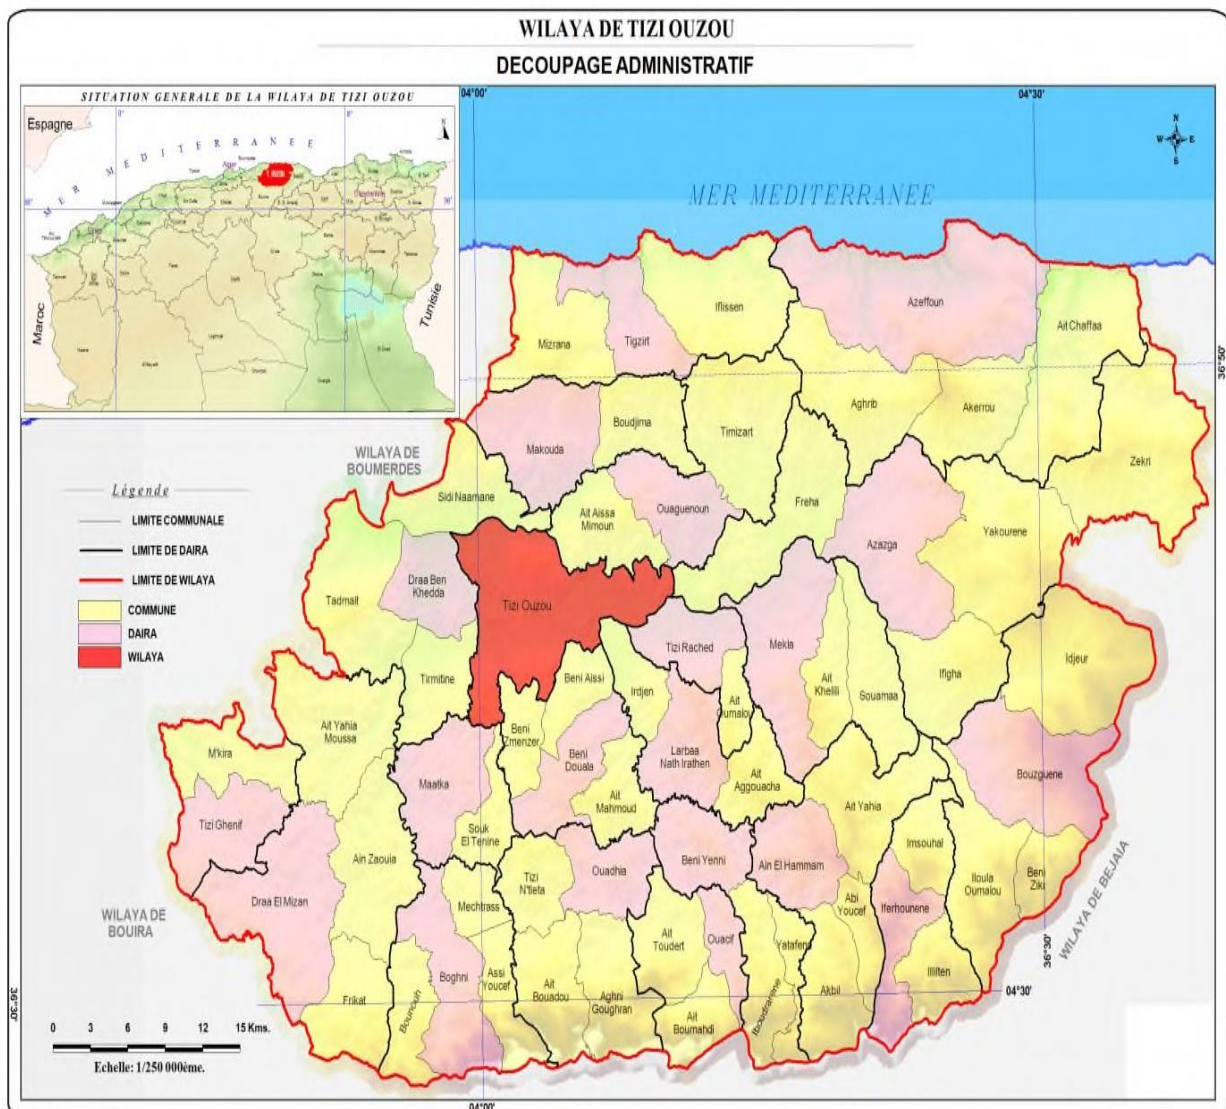 WILAYA DE TIZI OUZOU
DECOUPAGE ADMINISTRATIF
SITUATION GENERALE DE LA WILAYA DE TIZI OUZOU
Espagne
0°
8°
N
MER MEDITERRANEE
Alger
Maroc
Tunisie
04°00'
04°30'
N
W E
S
MER MEDITERRANEE
Azeffoun
Iflissen
Ait Chaffaa
Mizrana
Tigzirt
36°50'
Aghrib
Akerrou
Boudjima
Timizart
Makouda
Zekri
WILAYA DE
BOUMERDES
Sidi Naamane
Freha
Ouaguenoun
Ait Aissa
Mimoun
Yakourene
Azazga
Légende
LIMITE COMMUNALE
LIMITE DE DAIRA
LIMITE DE WILAYA
COMMUNE
DAIRA
WILAYA
Draa Ben
Khedda
Tadmait
Tizi Ouzou
Tizi Rached
Mekla
Idjeur
Ifigha
Beni Aissi
Irdjen
Ait
Khelili
Souamaa
Tirmitine
Ait
Oumalou
Ait Yahia
Moussa
Beni
Zmenzer
M'kira
Beni
Douala
Larbaa
Nath Irathen
Bouzguene
Maatka
Ait
Aggouacha
Ait
Mahmoud
Ait Yahia
Tizi Ghenif
Souk
El Tenine
Imsouhal
Ain Zaouia
Ouadhia
Beni Yenni
Ain El Hammam
Iloula
Oumalou
Beni
Ziki
Tizi
N'tleta
Draa El Mizan
Mechtrass
Abi
Youcef
Iferhounene
WILAYA DE
BOUIRA
WILAYA DE BEJAIA
Ait
Toudert
Ouacif
Yatafen
36°30'
Boghni
Assi
Youcef
Illiten
Ait
Bouadou
Aghni
Goughran
Akbil
Frikat
Bounouh
Iboudrarene
04°30'
36°30'
Ait
Boumahdi
0 3 6 9 12 15 Kms.
Echelle: 1/250 000ème.
04°00'